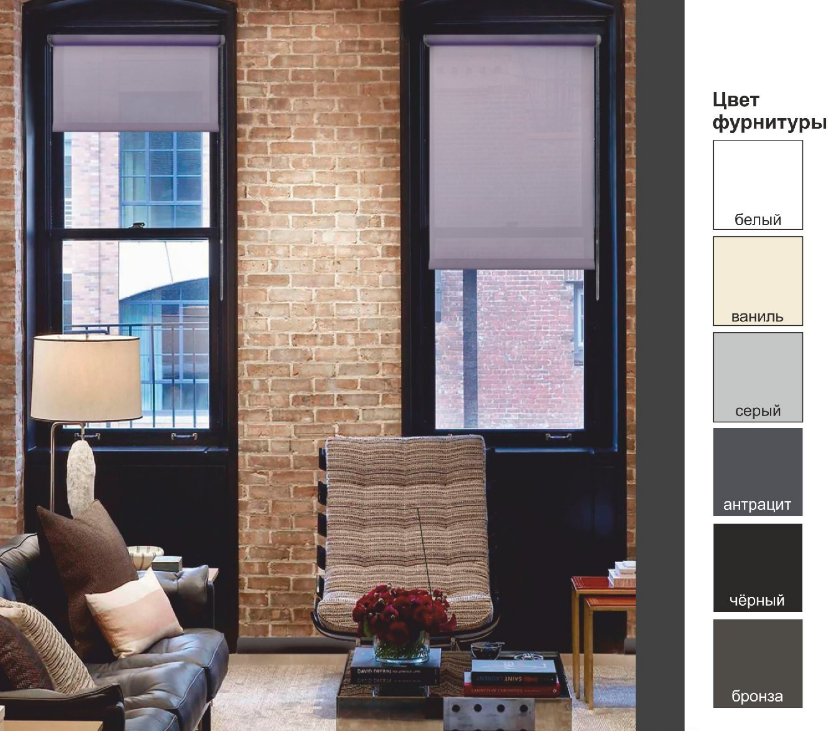 Цвет
фурнитуры
белый
ваниль
серый
антрацит
чёрный
бронза